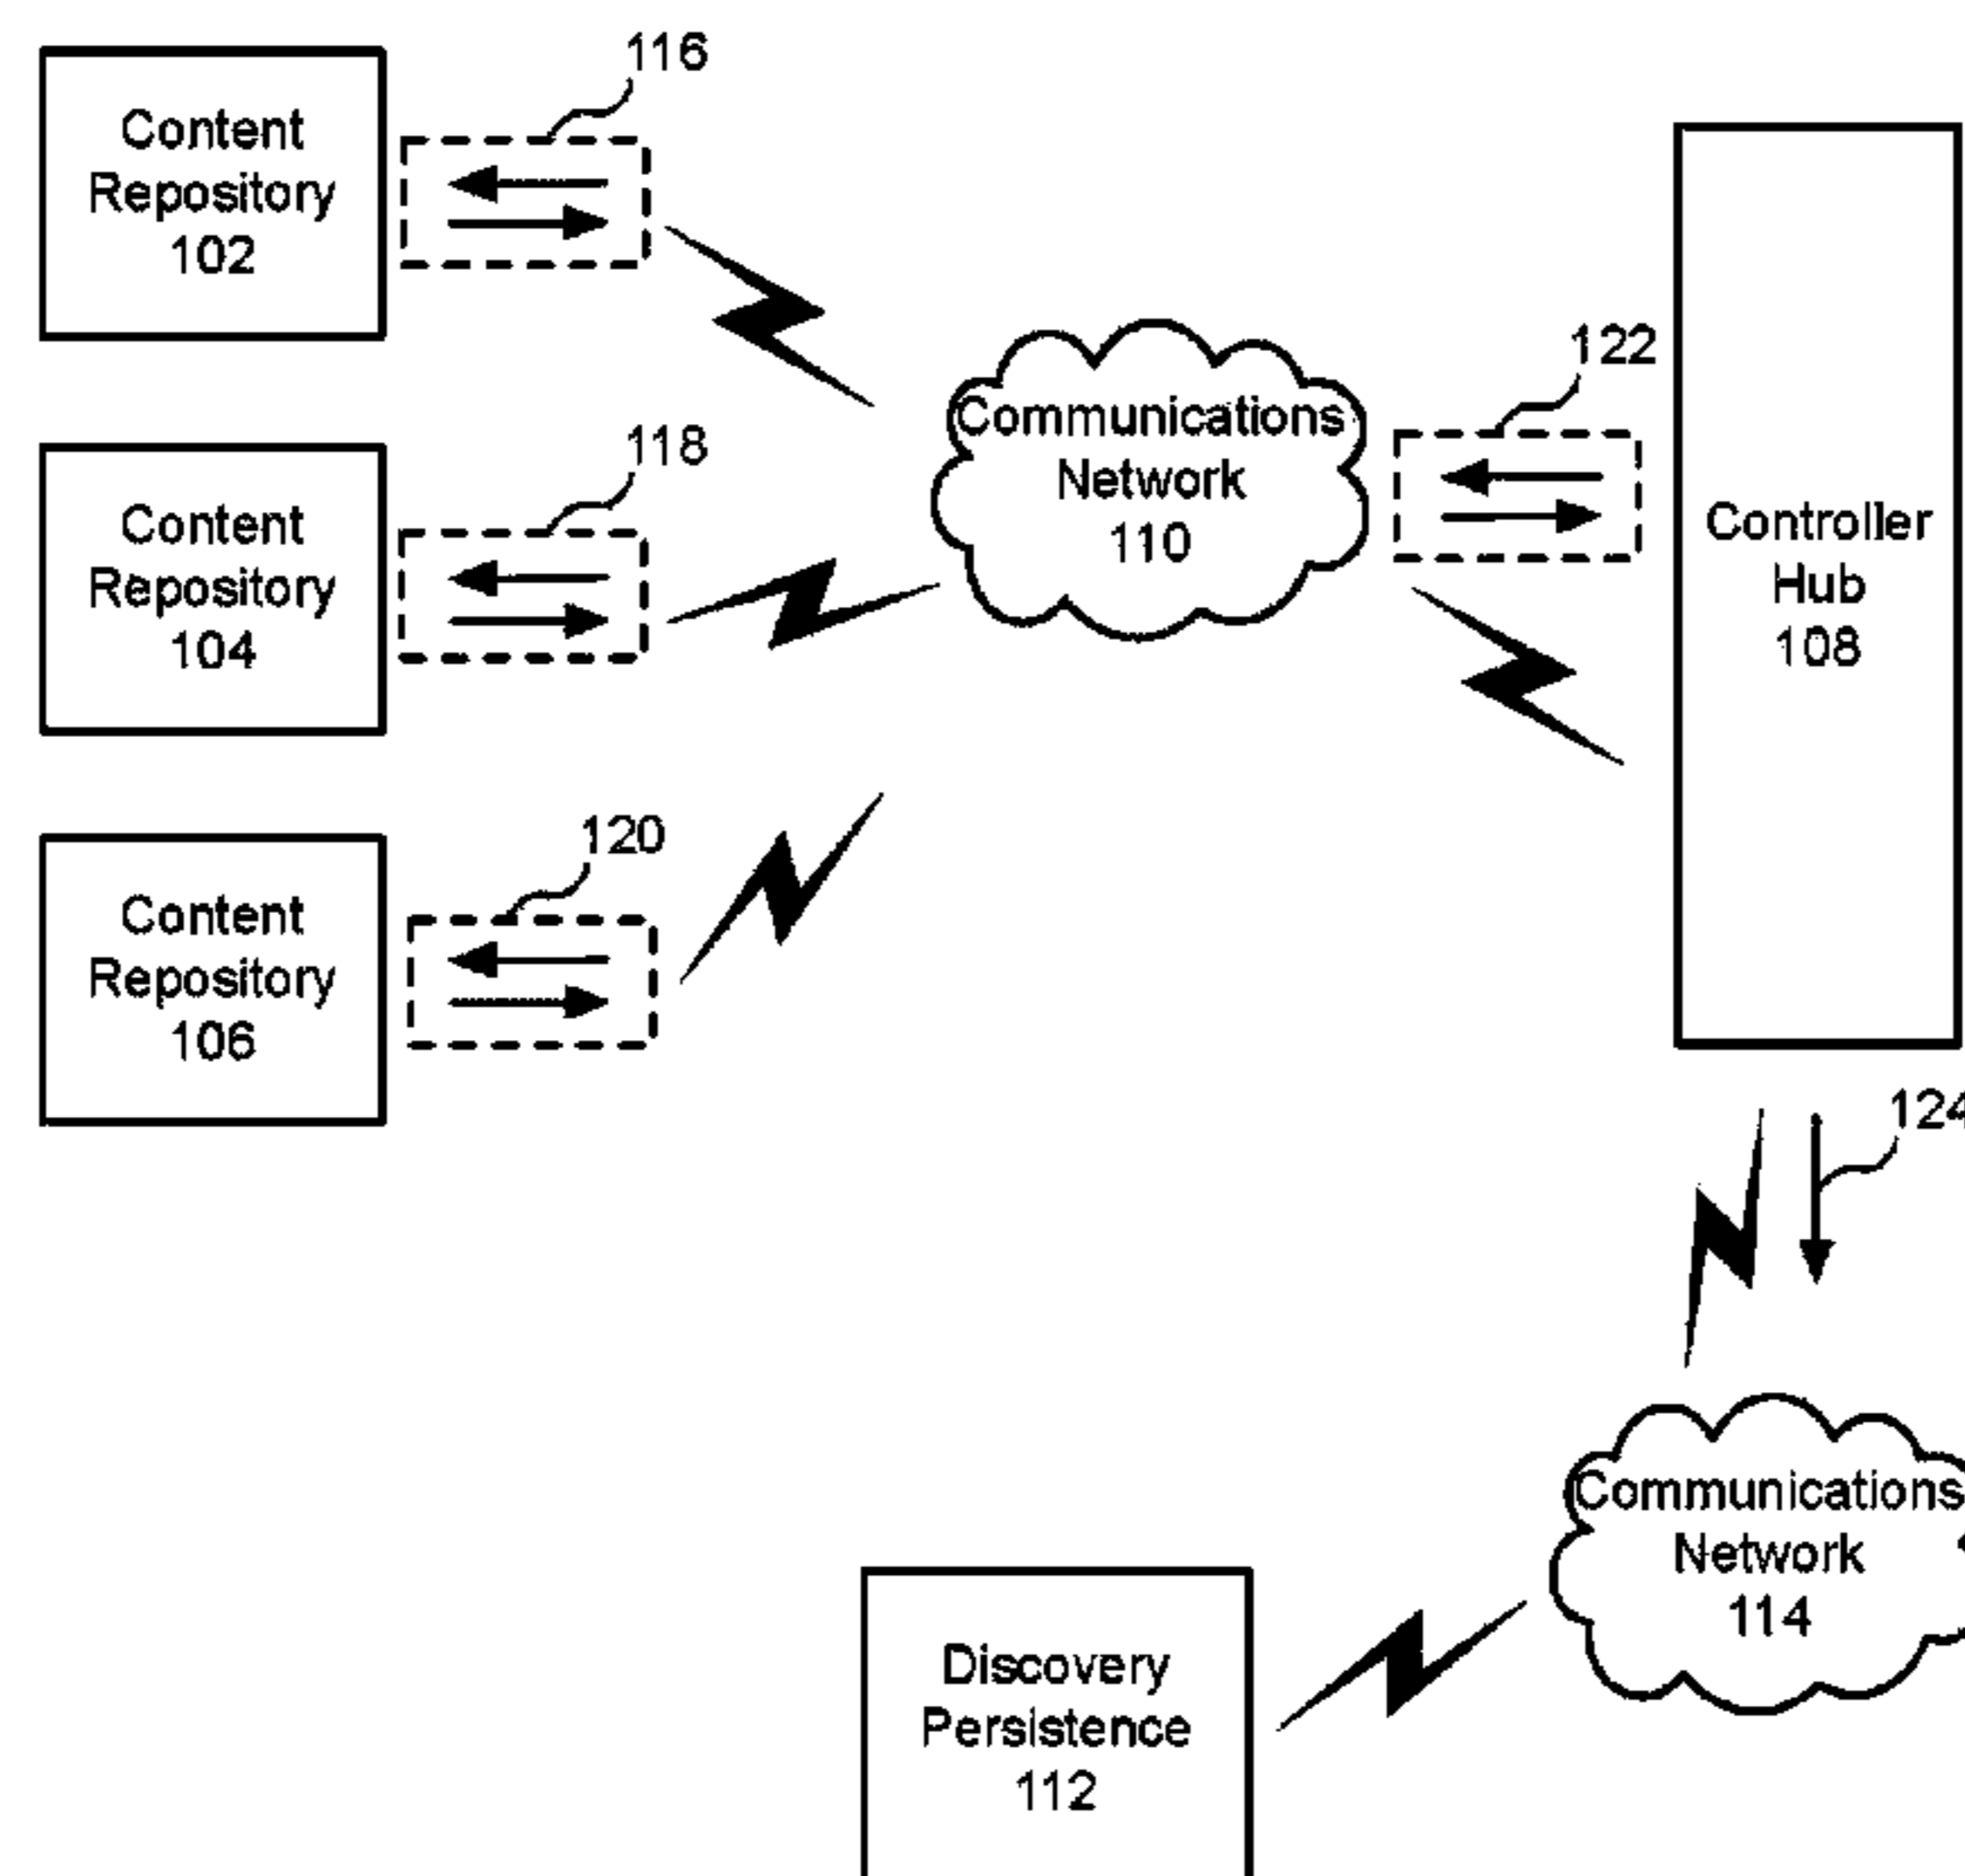 116
Content
Repository
102
122
Communications
Network
110
118
Content
Repository
104
Controller
Hub
108
120
Content
Repository
106
124
Communications
Network
114
Discovery
Persistence
112